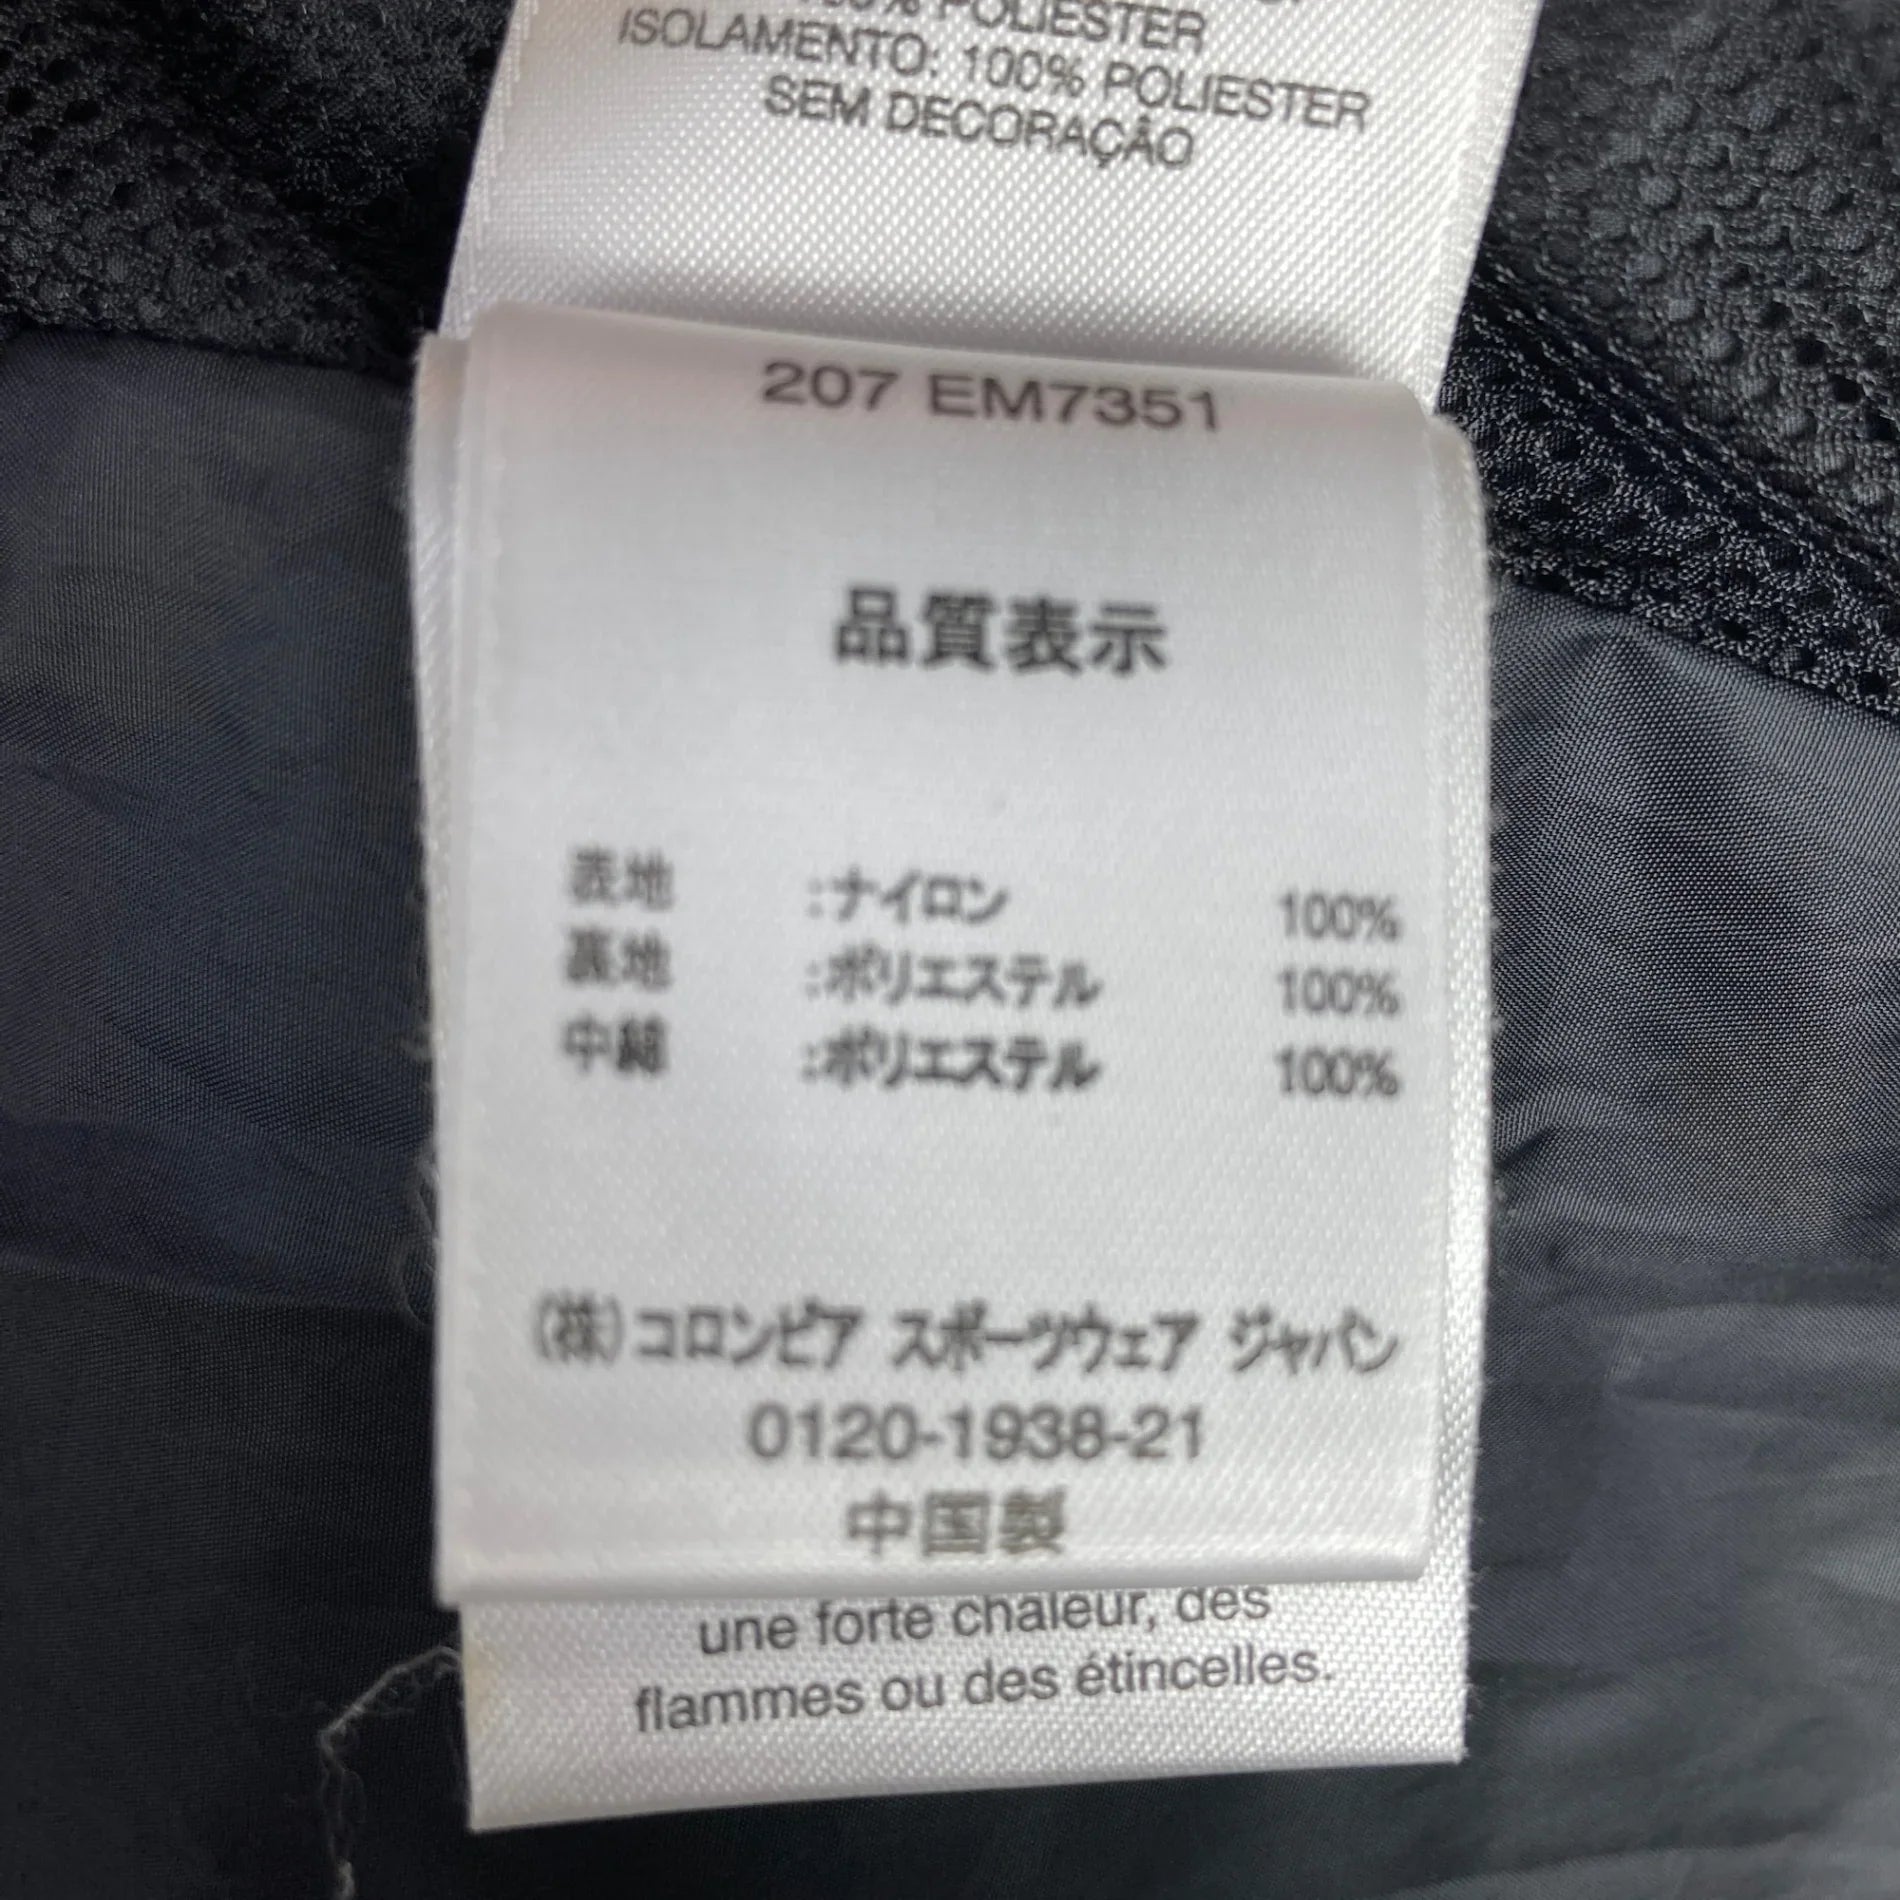 100% POLIESTER
ISOLAMENTO: 100% POLIESTER
SEM DECORAÇÃO
207 EM7351
品質表示
表地 :ナイロン 100%
裏地 :ポリエステル 100%
中綿 :ポリエステル 100%
(株)コロンビア スポーツウェア ジャパン
0120-1938-21
中国製
une forte chaleur, des
flammes ou des étincelles.